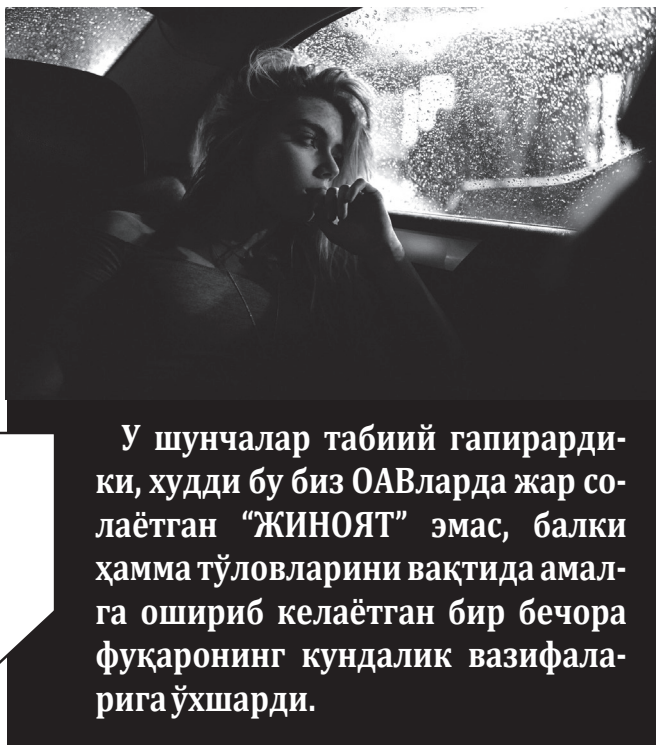 У шунчалар табиий гапирарди-
ки, худди бу биз ОАВларда жар со-
лаётган “ЖИНОЯТ” эмас, балки
ҳамма тўловларини вақтида амал-
га ошириб келаётган бир бечора
фуқаронинг кундалик вазифала-
рига ўхшарди.